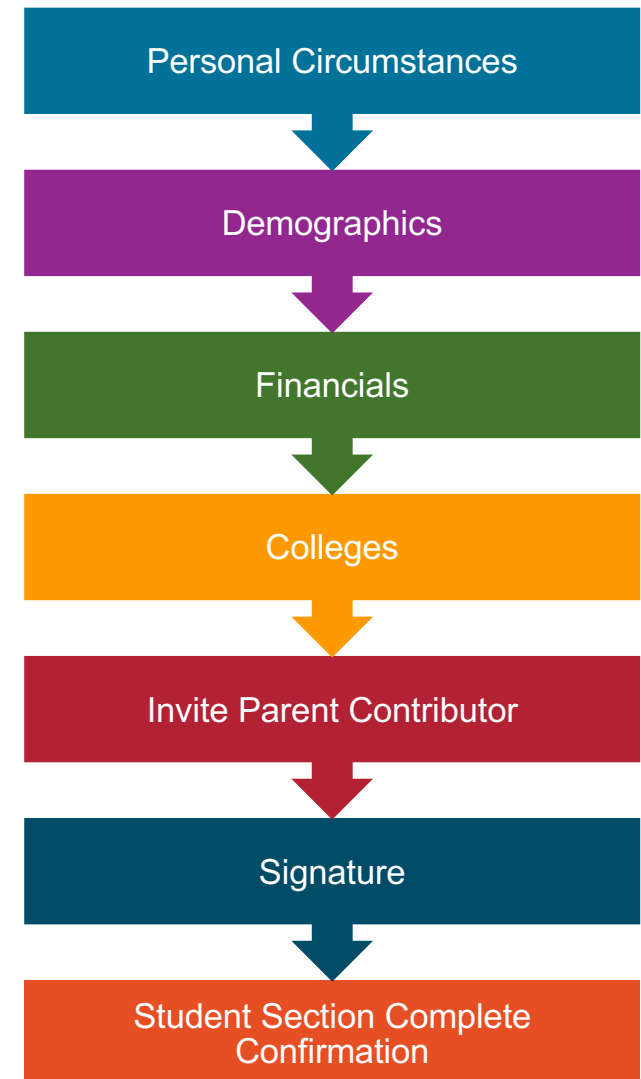 Personal Circumstances
Demographics
Financials
Colleges
Invite Parent Contributor
Signature
Student Section Complete
Confirmation